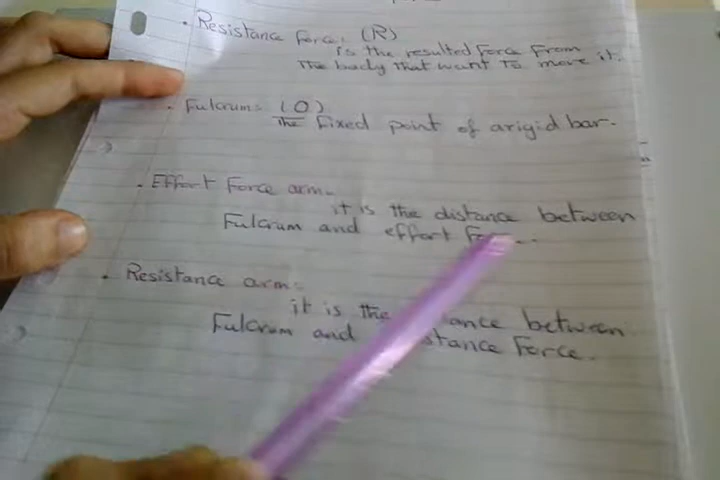 . Resistance Force: (R)
is the resulted Force From
The body that want to move it.
. Fulcrum: (O)
The Fixed point of arigid bar.
. Effort Force arm:
it is the distance between
Fulcrum and effort
. Resistance arm:
it is the between
Fulcrum and Force.